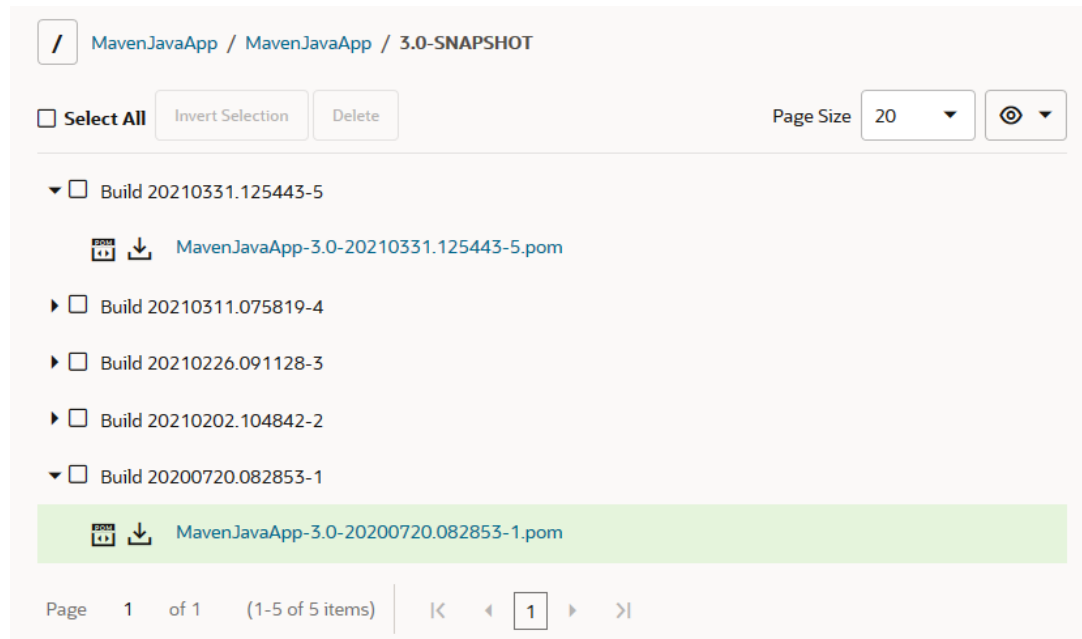 / MavenJavaApp / MavenJavaApp / 3.0-SNAPSHOT
Select All Invert Selection Delete Page Size 20
Build 20210331.125443-5
POM MavenJavaApp-3.0-20210331.125443-5.pom
Build 20210311.075819-4
Build 20210226.091128-3
Build 20210202.104842-2
Build 20200720.082853-1
POM MavenJavaApp-3.0-20200720.082853-1.pom
Page 1 of 1 (1-5 of 5 items) 1